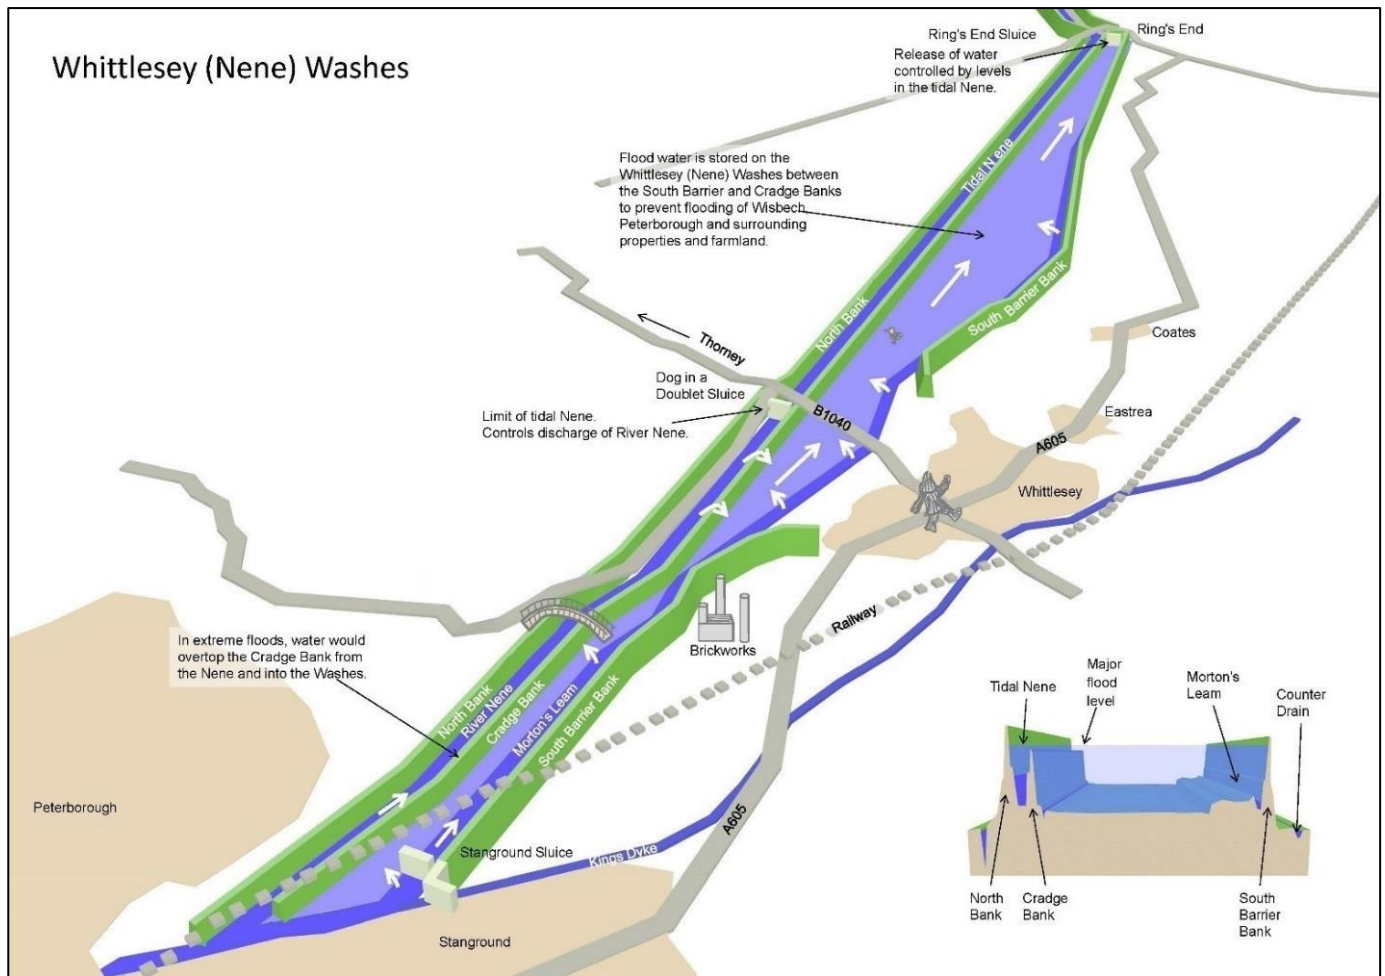 Whittlesey (Nene) Washes
Ring's End Sluice
Ring's End
Release of water
controlled by levels
in the tidal Nene.
Flood water is stored on the
Whittlesey (Nene) Washes between
the South Barrier and Cradge Banks
to prevent flooding of Wisbech,
Peterborough and surrounding
properties and farmland.
Tidal Nene
North Bank
South Barrier Bank
Thorney
Coates
Dog in a
Doublet Sluice
Limit of tidal Nene.
Controls discharge of River Nene.
B1040
Eastrea
A605
Whittlesey
Railway
Brickworks
In extreme floods, water would
overtop the Cradge Bank from
the Nene and into the Washes.
North Bank
River Nene
Cradge Bank
Morton's Leam
South Barrier Bank
Peterborough
Stanground Sluice
Kings Dyke
A605
Stanground
Tidal Nene
Major
flood
level
Morton's
Leam
Counter
Drain
North
Bank
Cradge
Bank
South
Barrier
Bank